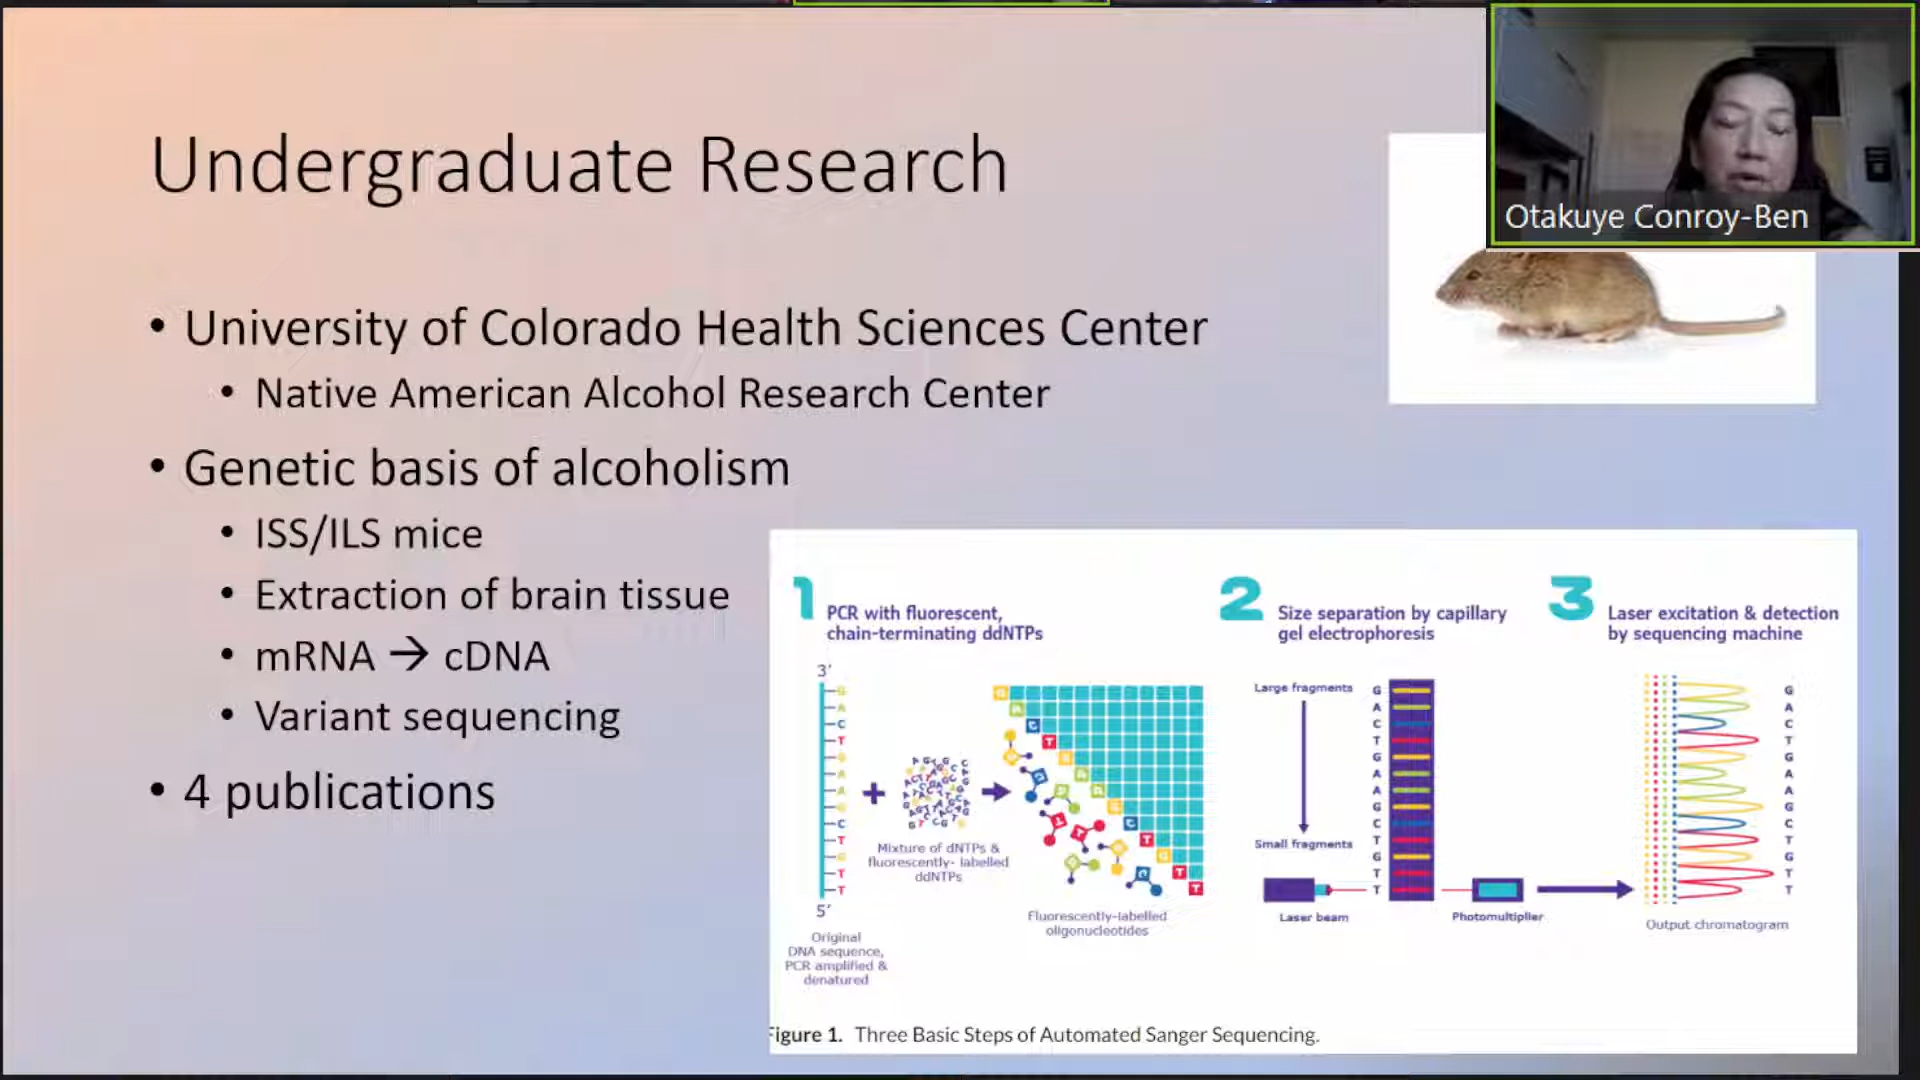 Undergraduate Research
Otakuye Conroy-Ben
• University of Colorado Health Sciences Center
• Native American Alcohol Research Center
• Genetic basis of alcoholism
• ISS/ILS mice
• Extraction of brain tissue
• mRNA → cDNA
• Variant sequencing
• 4 publications
1
PCR with fluorescent,
chain-terminating ddNTPs
3'
G
A
C
T
G
A
A
G
C
T
G
T
T
5'
Original
DNA sequence,
PCR amplified &
denatured
+
Mixture of dNTPs &
fluorescently- labelled
ddNTPs
Fluorescently-labelled
oligonucleotides
2
Size separation by capillary
gel electrophoresis
Large fragments
Small fragments
G
A
C
T
G
A
A
G
C
T
G
T
T
Laser beam
Photomultiplier
3
Laser excitation & detection
by sequencing machine
G
A
C
T
G
A
A
G
C
T
G
T
T
Output chromatogram
igure 1. Three Basic Steps of Automated Sanger Sequencing.